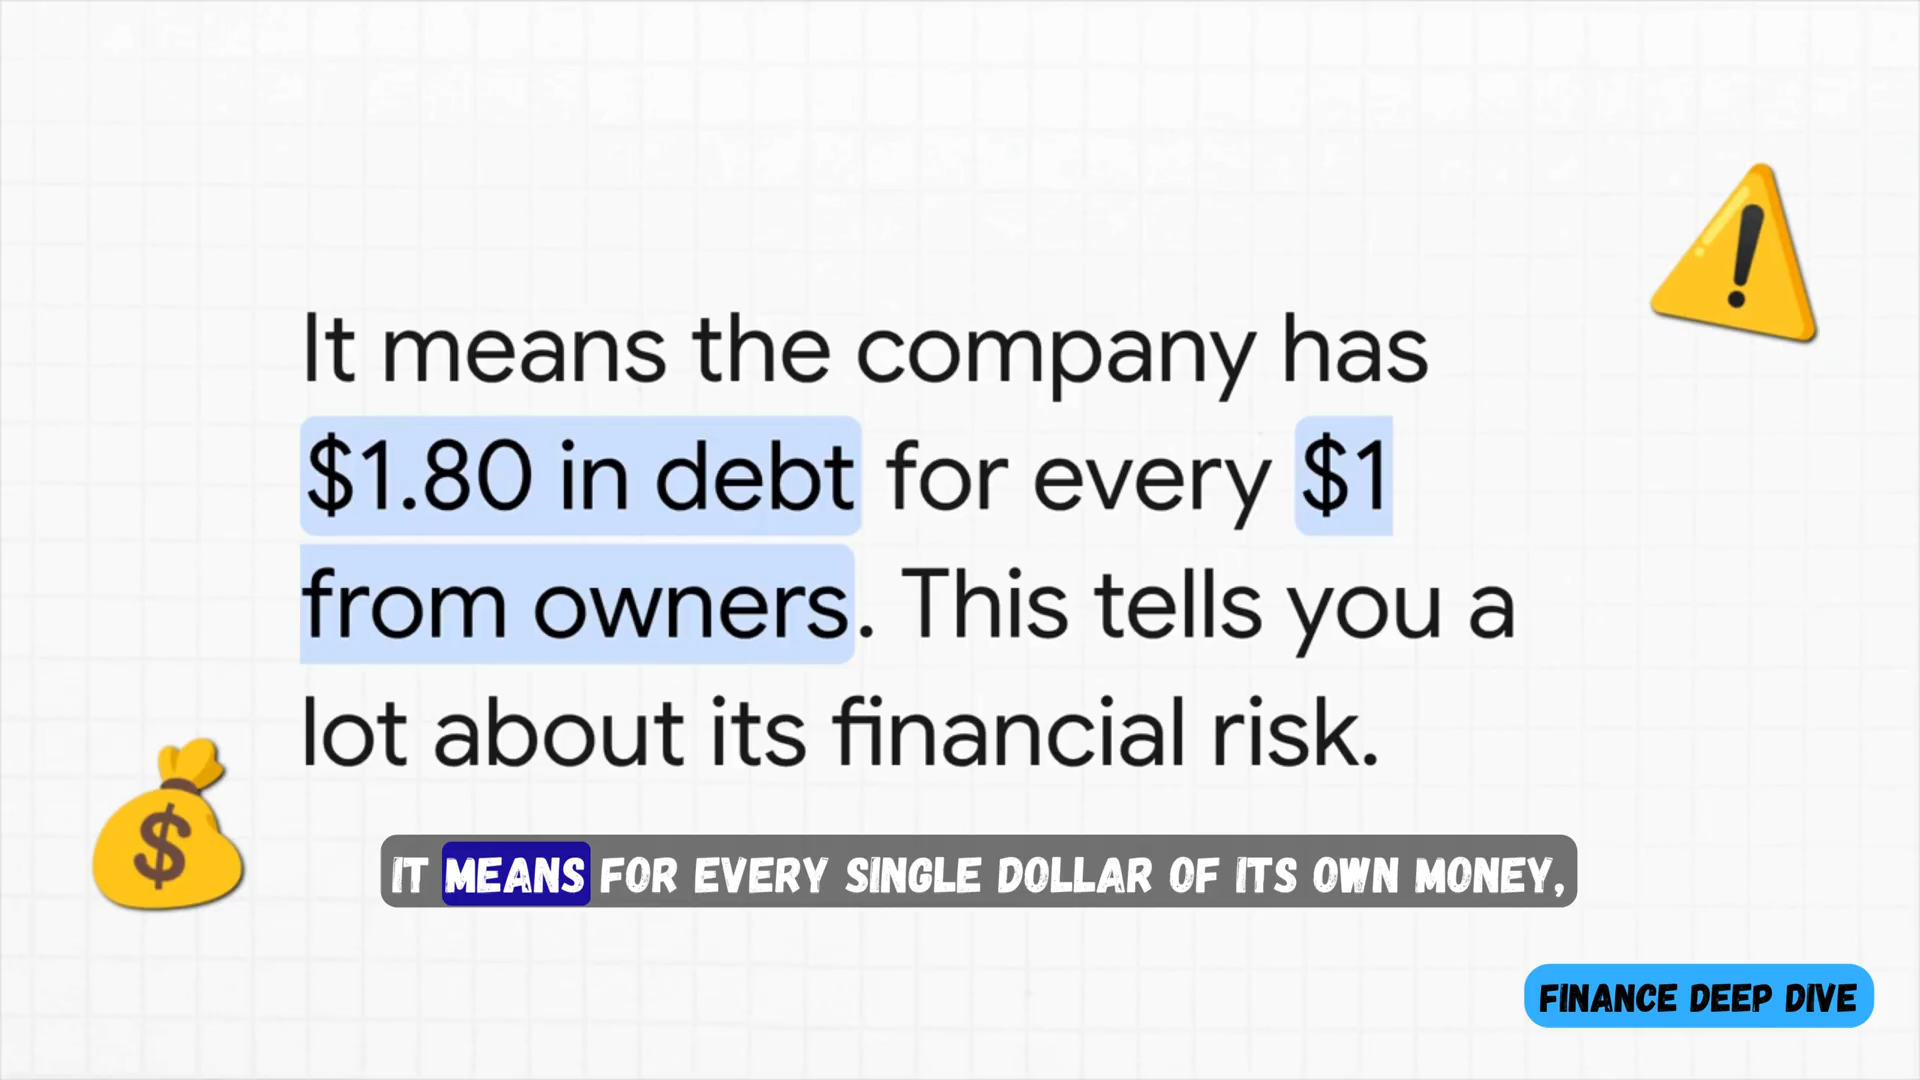 It means the company has
$1.80 in debt for every $1
from owners. This tells you a
lot about its financial risk.
$
IT MEANS FOR EVERY SINGLE DOLLAR OF ITS OWN MONEY,
FINANCE DEEP DIVE